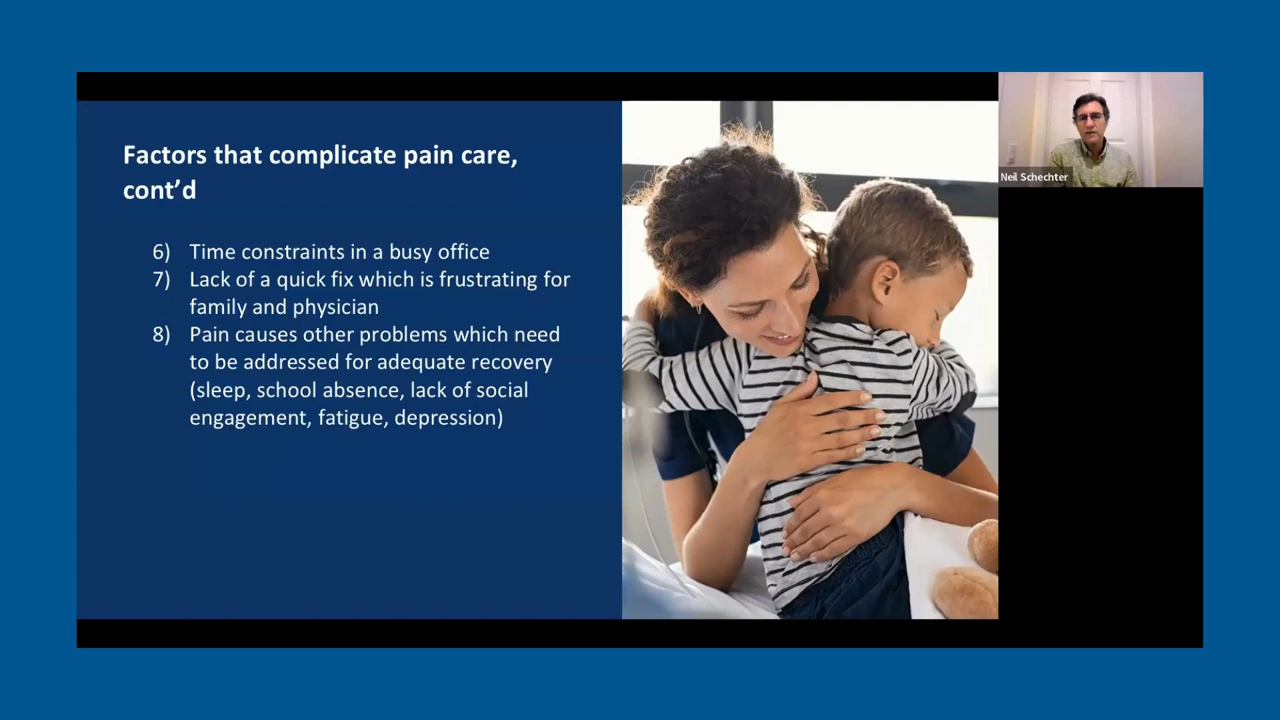 Factors that complicate pain care,
cont’d
6) Time constraints in a busy office
7) Lack of a quick fix which is frustrating for
family and physician
8) Pain causes other problems which need
to be addressed for adequate recovery
(sleep, school absence, lack of social
engagement, fatigue, depression)
Neil Schechter